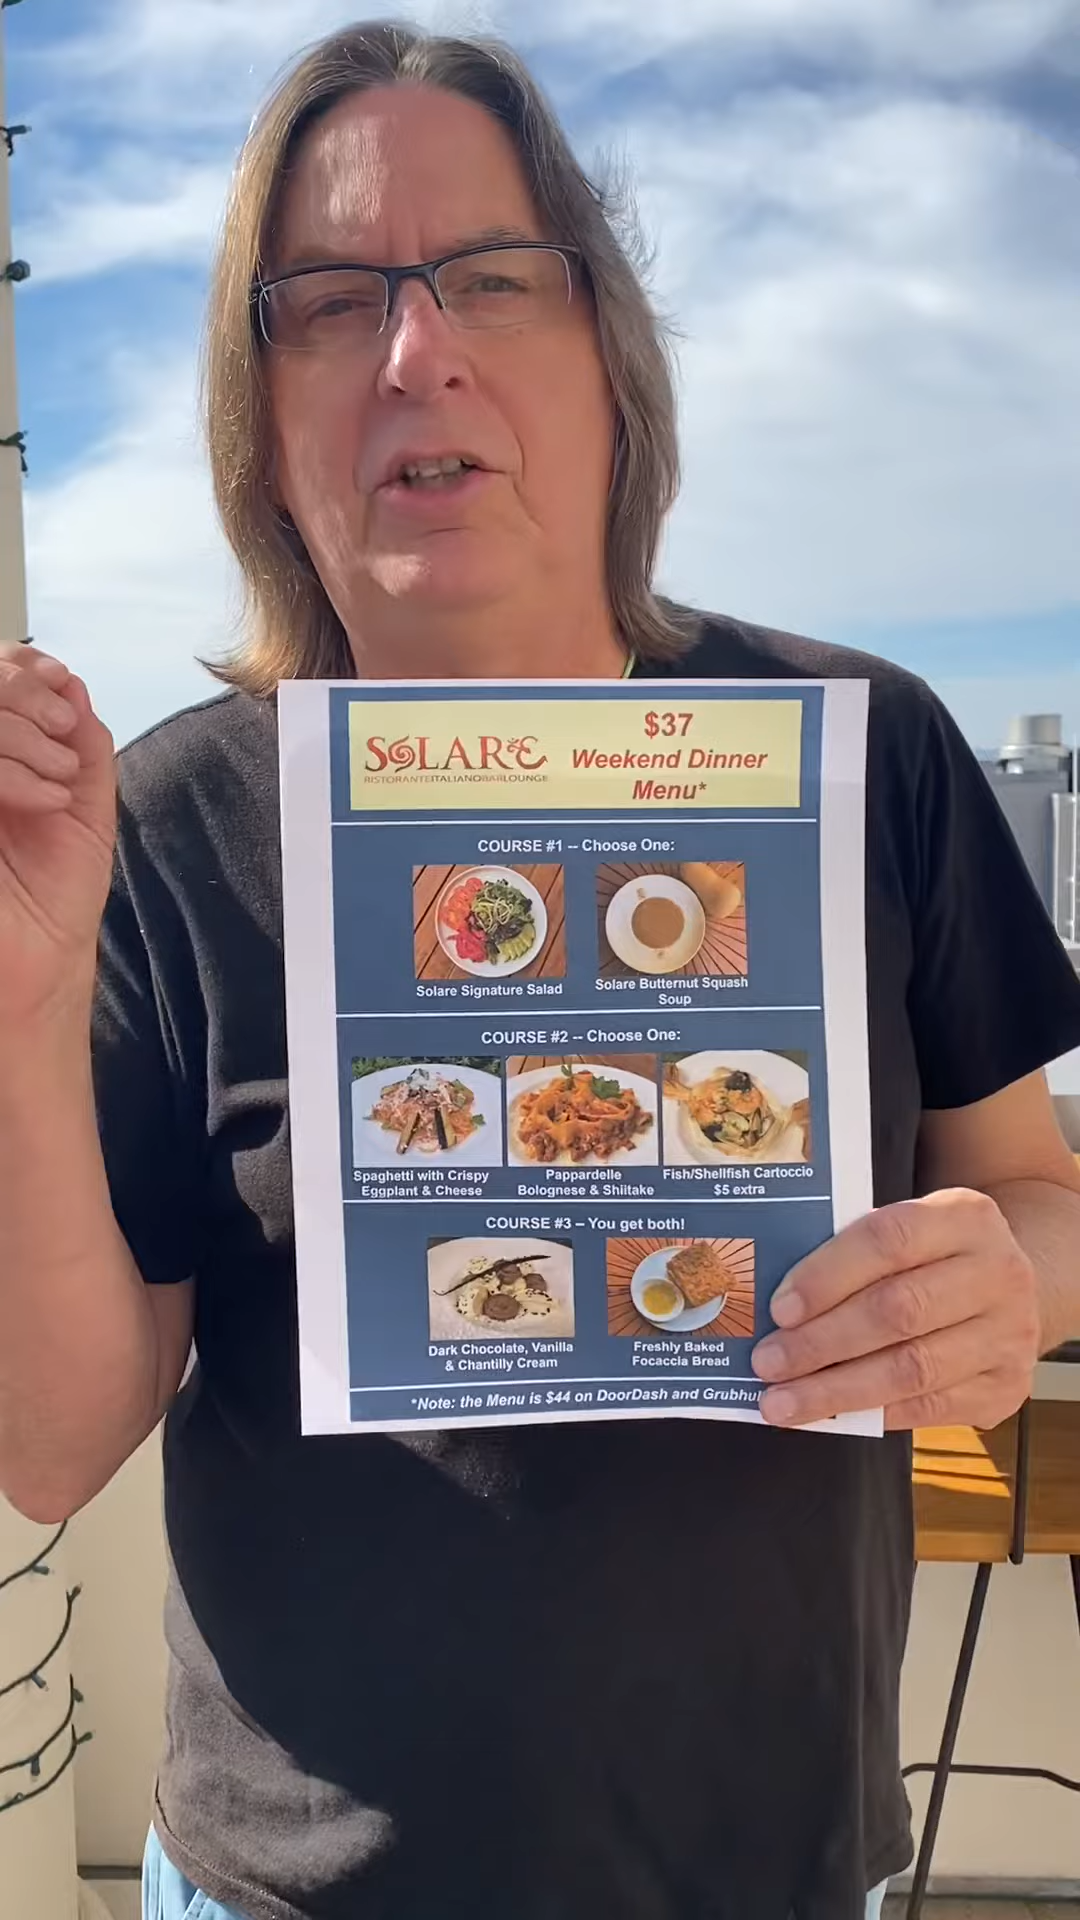 SOLARE
RISTORANTEITALIANOBARLOUNGE
$37
Weekend Dinner
Menu*
COURSE #1 -- Choose One:
Solare Signature Salad
Solare Butternut Squash
Soup
COURSE #2 -- Choose One:
Spaghetti with Crispy
Eggplant & Cheese
Pappardelle
Bolognese & Shiitake
Fish/Shellfish Cartoccio
$5 extra
COURSE #3 – You get both!
Dark Chocolate, Vanilla
& Chantilly Cream
Freshly Baked
Focaccia Bread
*Note: the Menu is $44 on DoorDash and